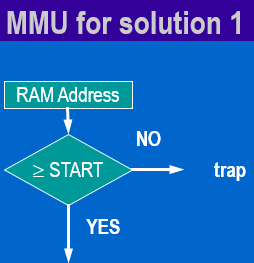 MMU for solution 1
RAM Address
NO
≥ START
trap
YES